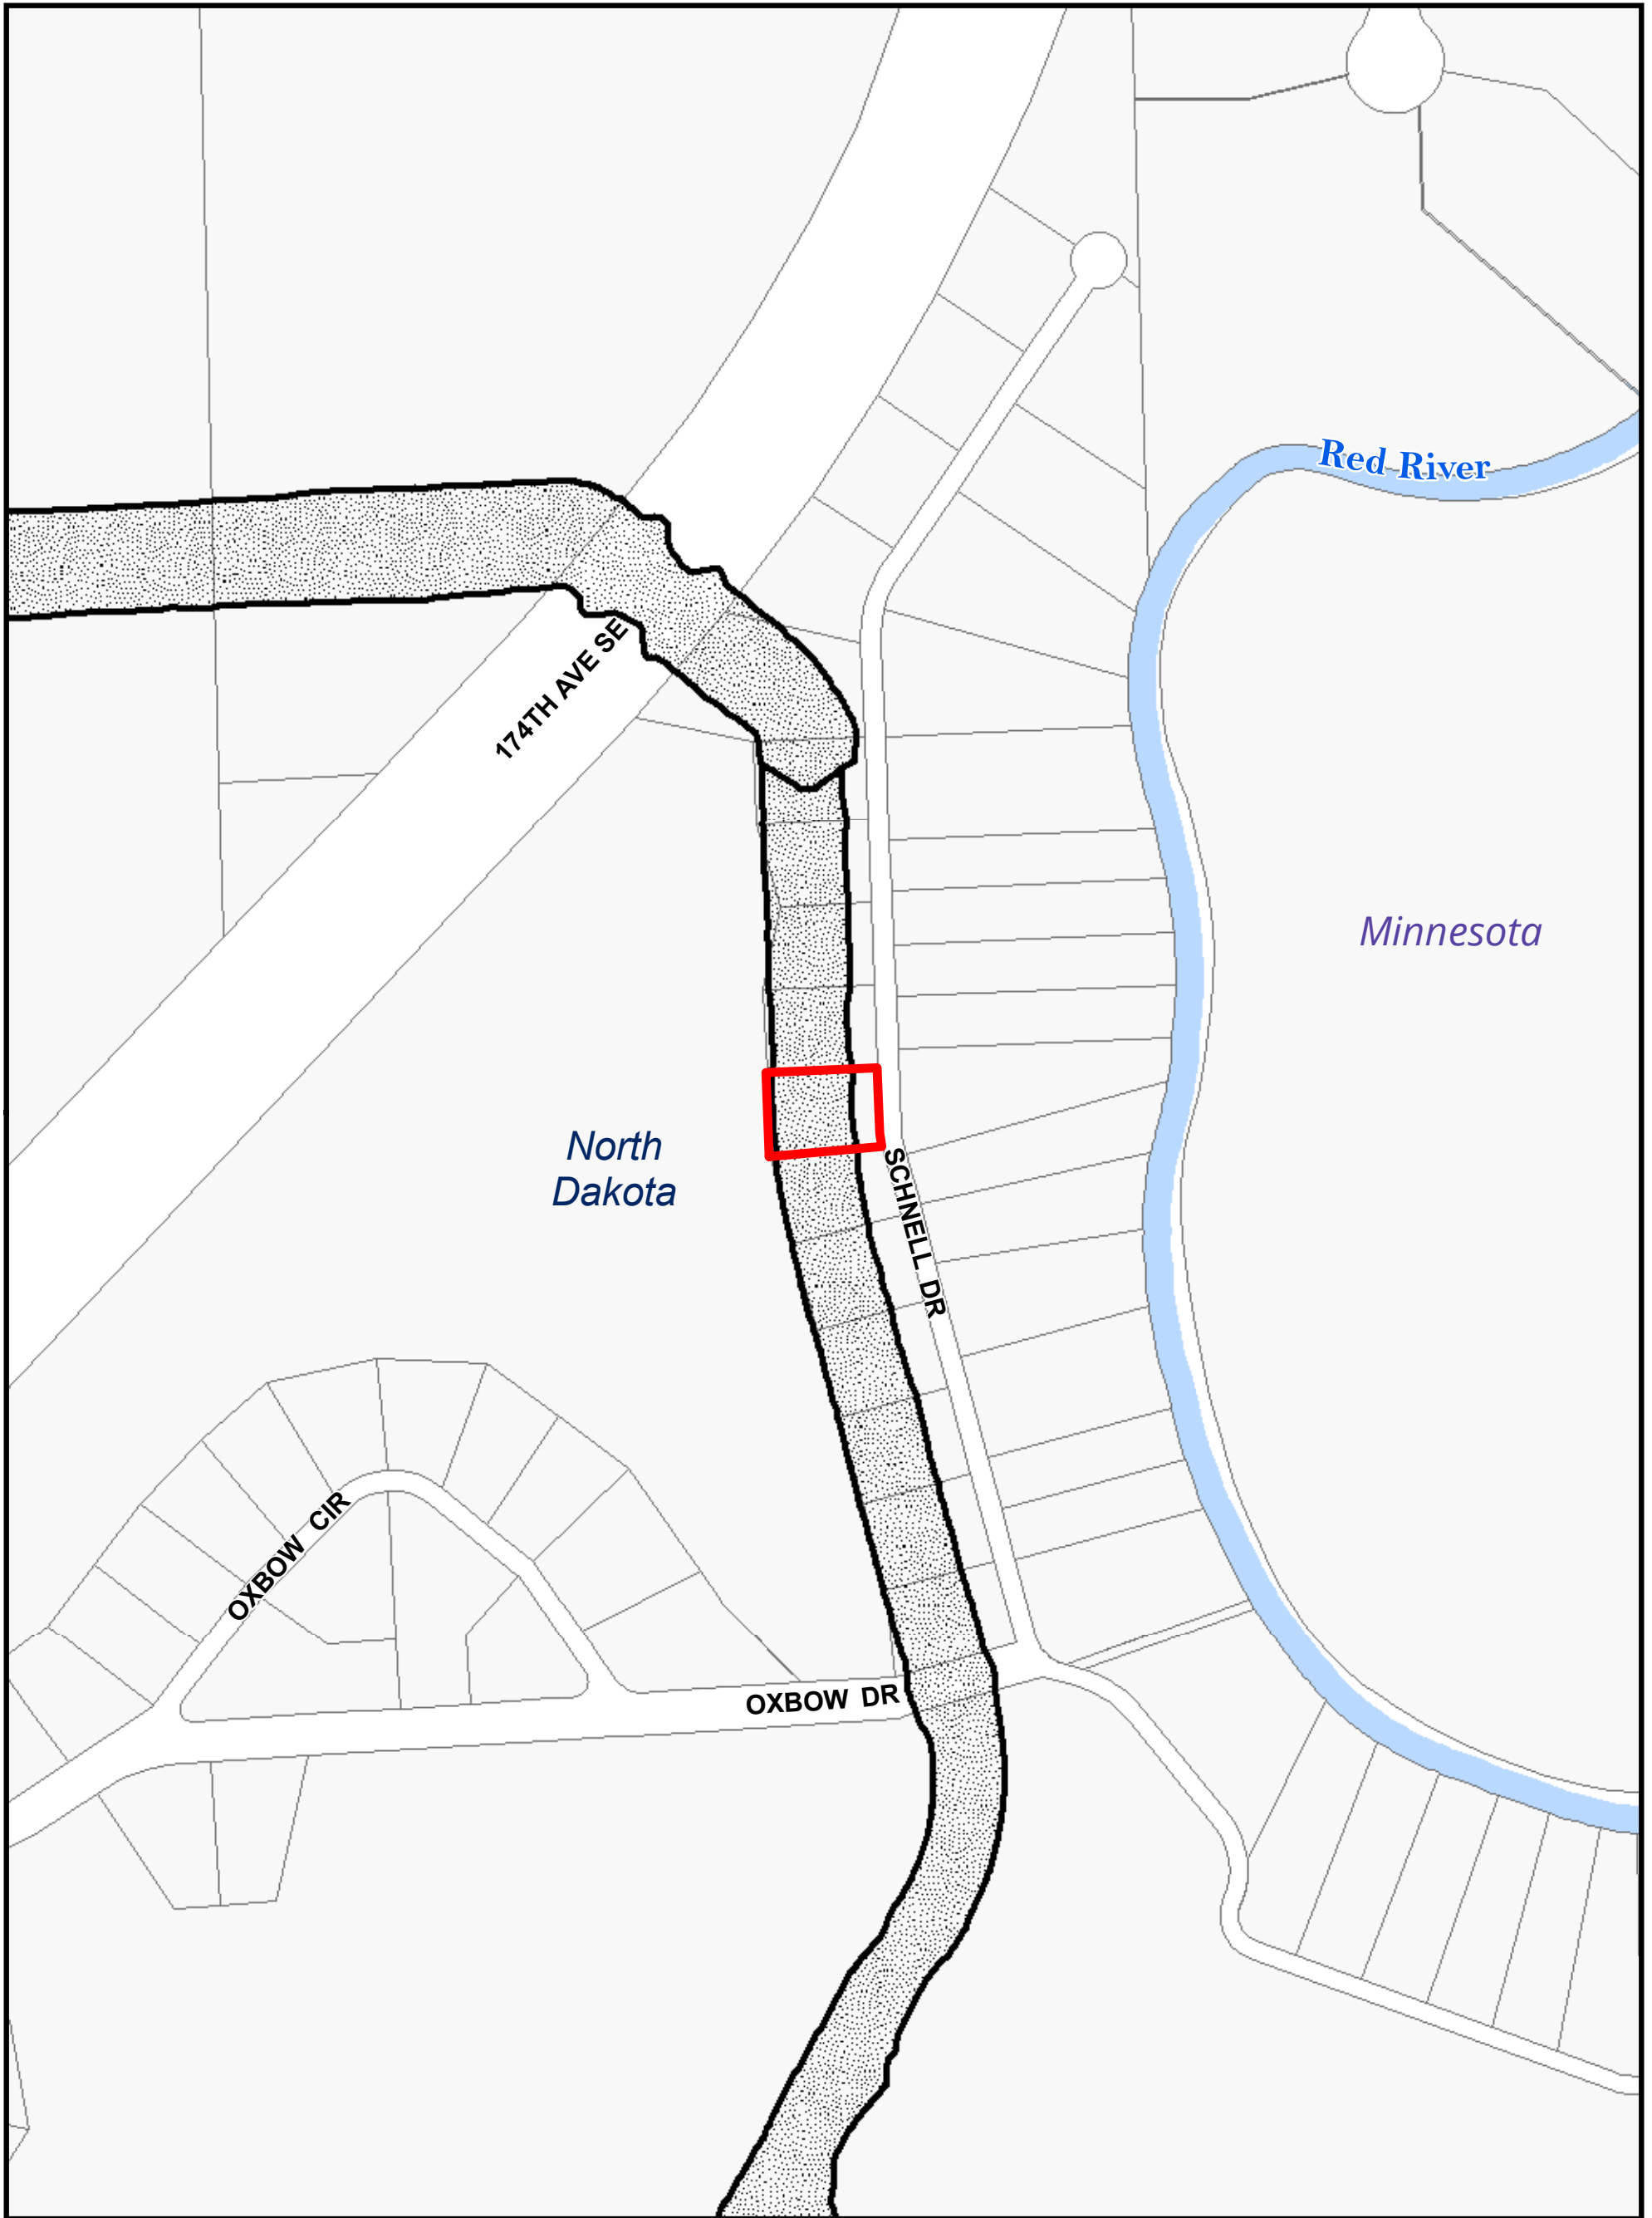 Red River
174TH AVE SE
Minnesota
North
Dakota
SCHNELL DR
OXBOW CIR
OXBOW DR